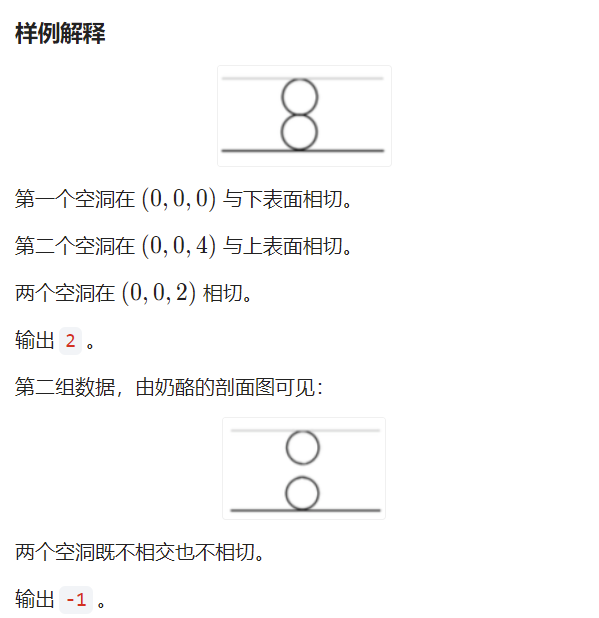 样例解释
第一个空洞在 (0, 0, 0) 与下表面相切。
第二个空洞在 (0, 0, 4) 与上表面相切。
两个空洞在 (0, 0, 2) 相切。
输出 2 。
第二组数据，由奶酪的剖面图可见：
两个空洞既不相交也不相切。
输出 -1 。